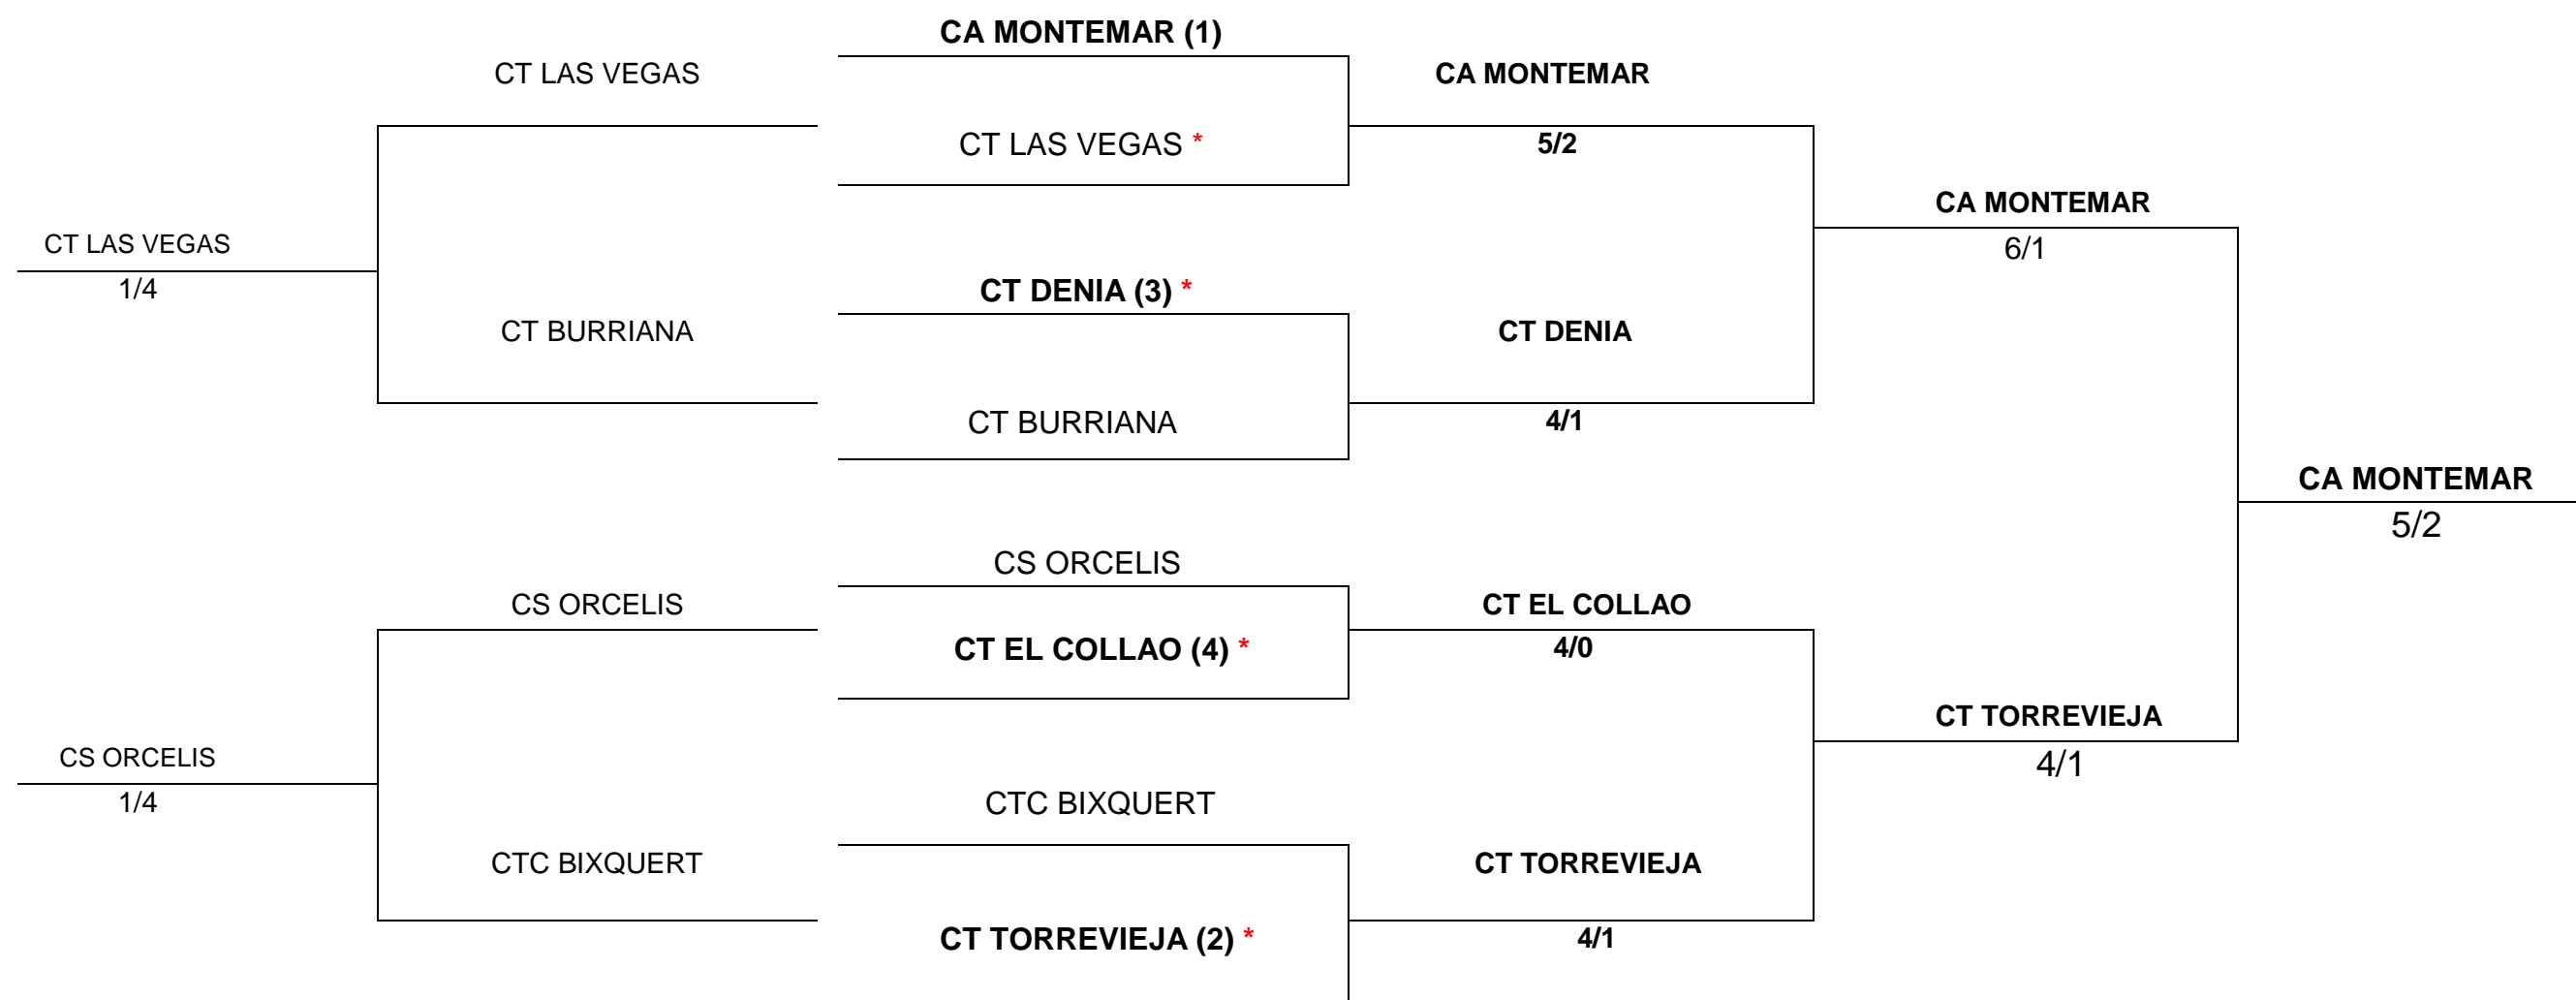 CA MONTEMAR (1)
CT LAS VEGAS
CA MONTEMAR
CT LAS VEGAS *
5/2
CA MONTEMAR
CT LAS VEGAS
6/1
1/4
CT DENIA (3) *
CT BURRIANA
CT DENIA
CT BURRIANA
4/1
CA MONTEMAR
5/2
CS ORCELIS
CS ORCELIS
CT EL COLLAO
CT EL COLLAO (4) *
4/0
CT TORREVIEJA
CS ORCELIS
4/1
1/4
CTC BIXQUERT
CTC BIXQUERT
CT TORREVIEJA
CT TORREVIEJA (2) *
4/1